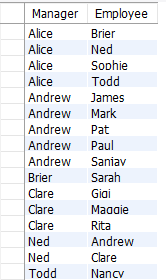 Manager Employee
Alice Brier
Alice Ned
Alice Sophie
Alice Todd
Andrew James
Andrew Mark
Andrew Pat
Andrew Paul
Andrew Sanjay
Brier Sarah
Clare Gigi
Clare Maggie
Clare Rita
Ned Andrew
Ned Clare
Todd Nancy